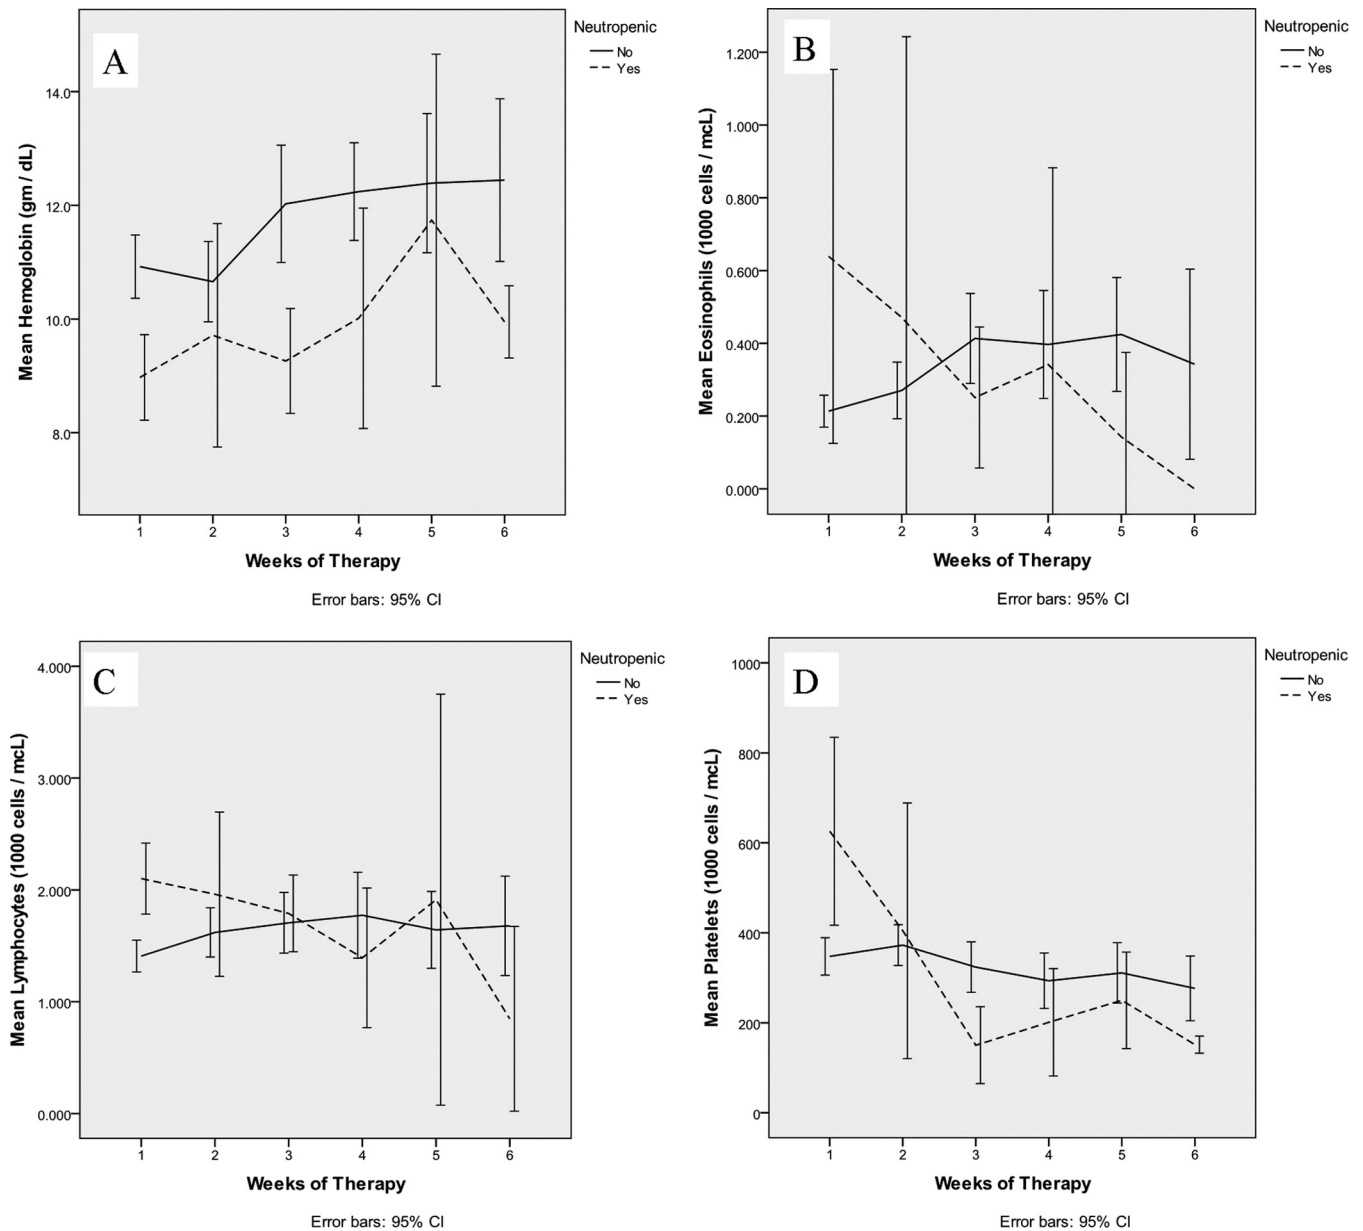 A
Neutropenic
No
Yes
14.0
12.0
10.0
8.0
Mean Hemoglobin (gm / dL)
1 2 3 4 5 6
Weeks of Therapy
Error bars: 95% CI
B
Neutropenic
No
Yes
1.200
1.000
0.800
0.600
0.400
0.200
0.000
Mean Eosinophils (1000 cells / mcL)
1 2 3 4 5 6
Weeks of Therapy
Error bars: 95% CI
C
Neutropenic
No
Yes
4.000
3.000
2.000
1.000
0.000
Mean Lymphocytes (1000 cells / mcL)
1 2 3 4 5 6
Weeks of Therapy
Error bars: 95% CI
D
Neutropenic
No
Yes
1000
800
600
400
200
0
Mean Platelets (1000 cells / mcL)
1 2 3 4 5 6
Weeks of Therapy
Error bars: 95% CI